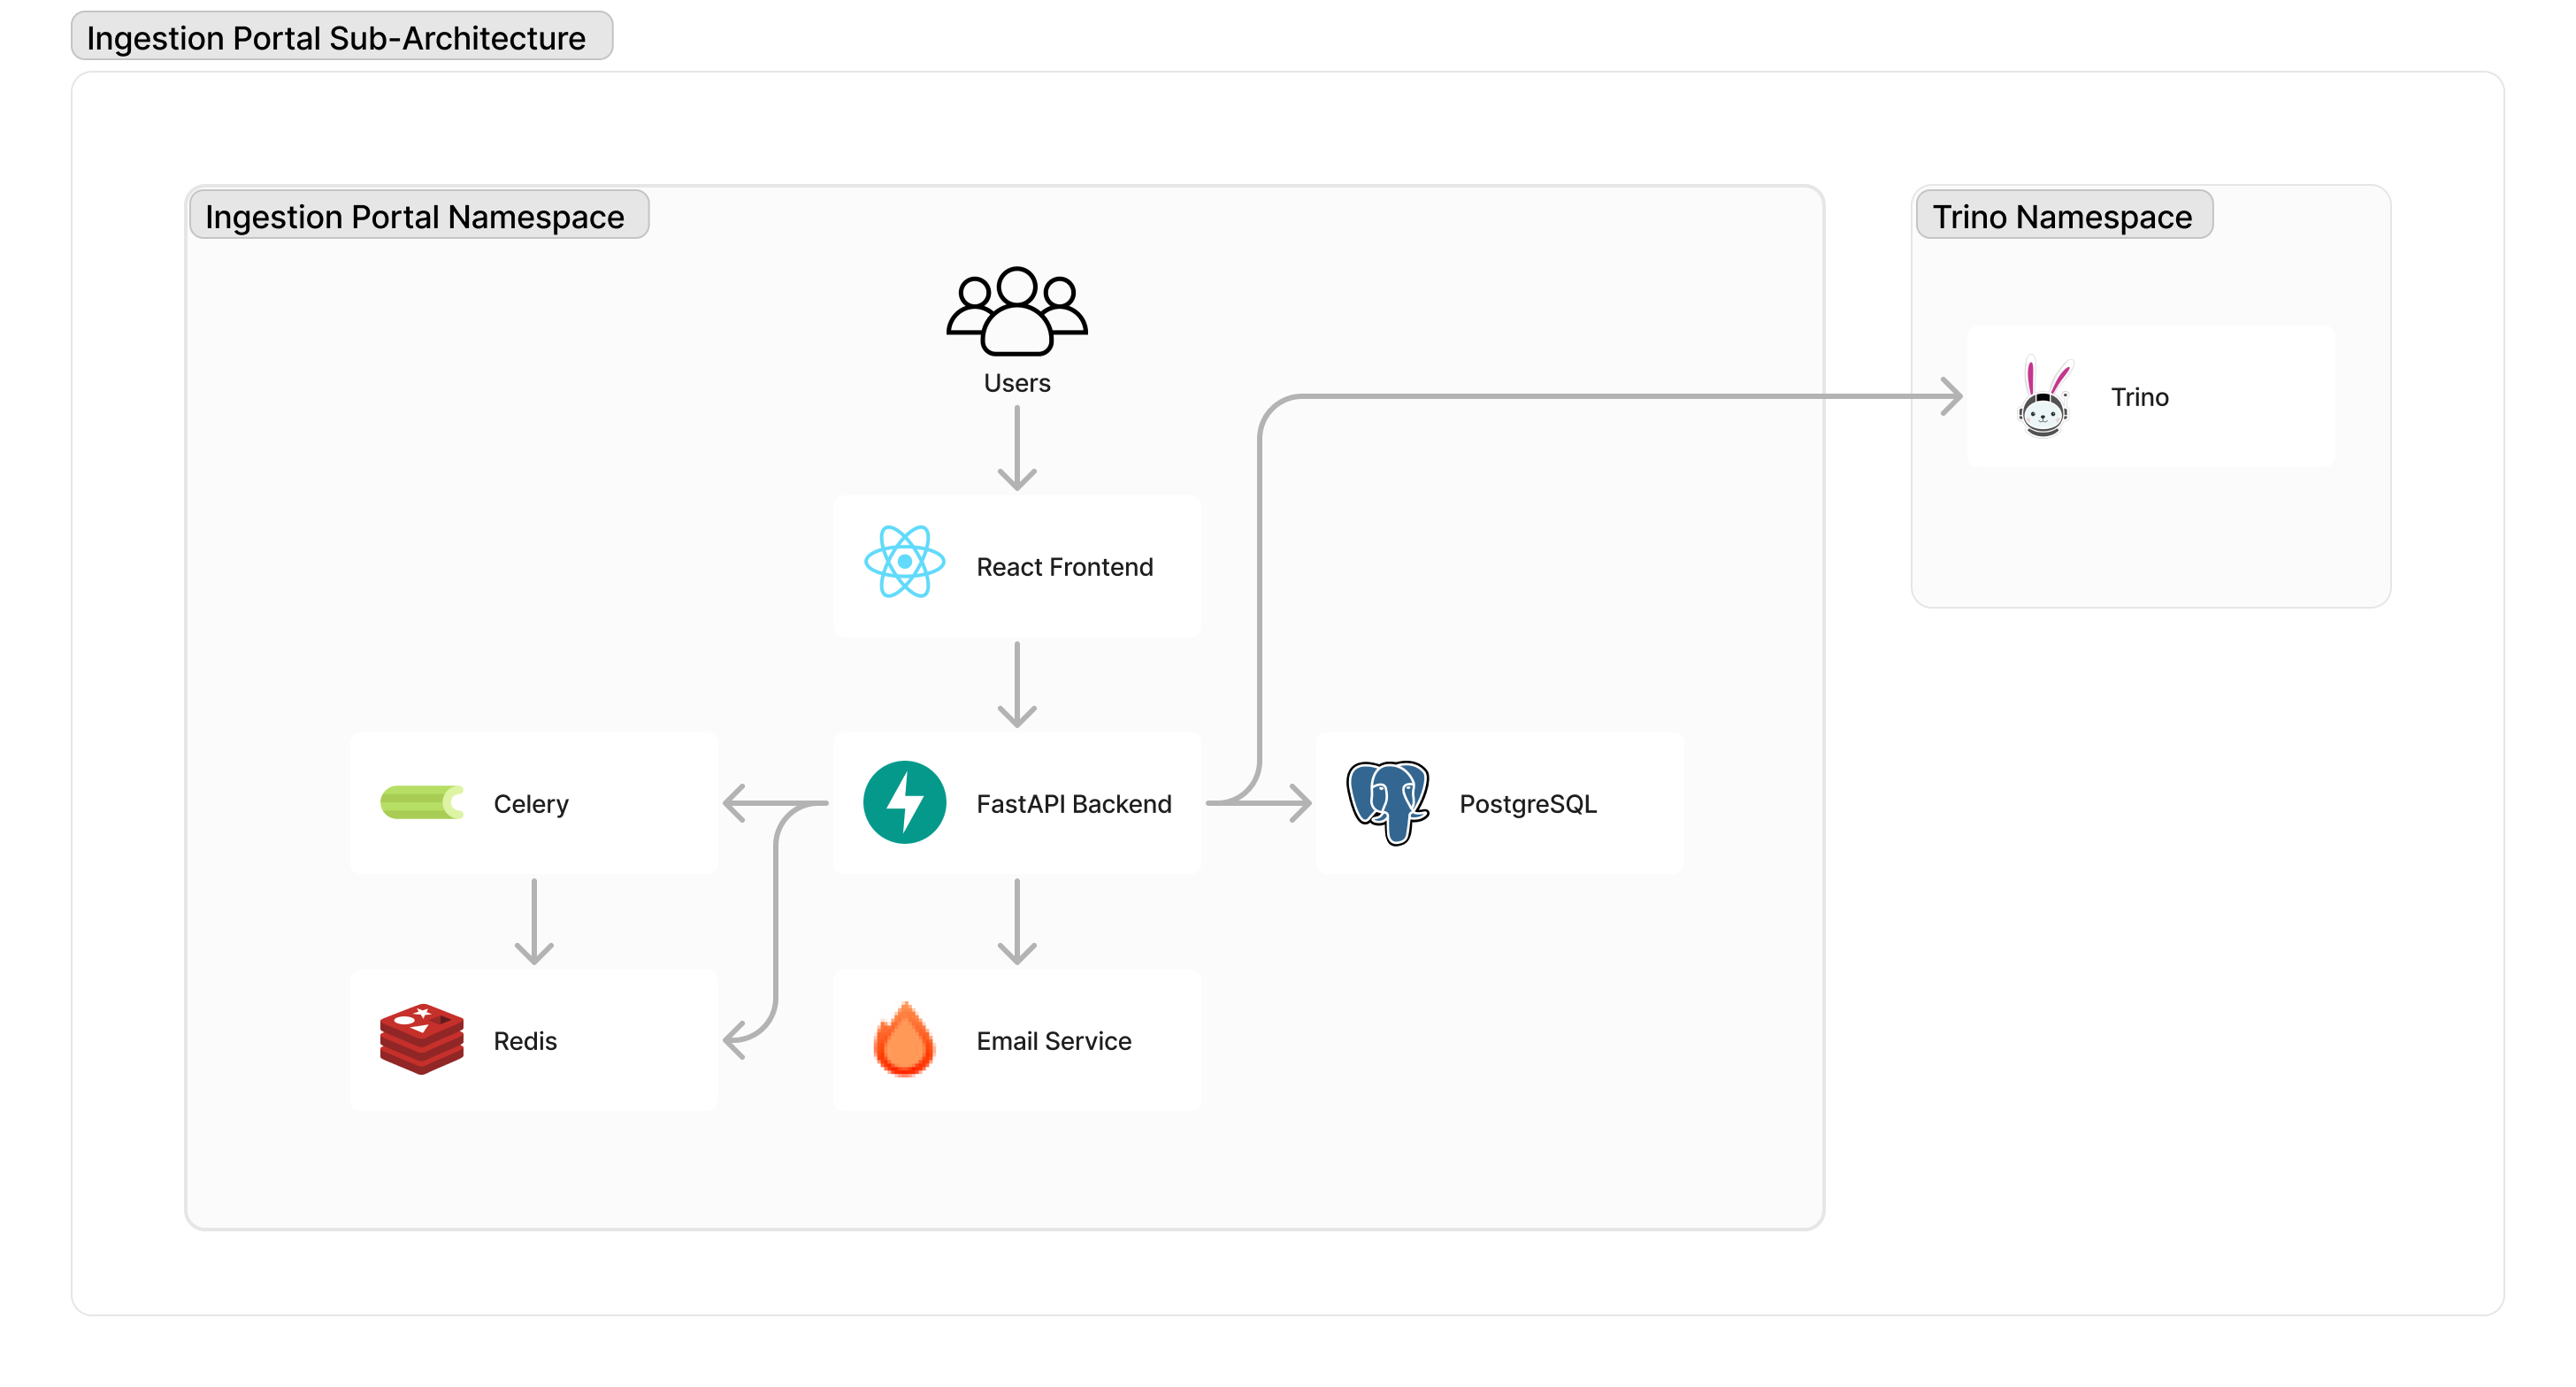 Ingestion Portal Sub-Architecture
Ingestion Portal Namespace
Trino Namespace
Users
Trino
React Frontend
Celery
FastAPI Backend
PostgreSQL
Redis
Email Service